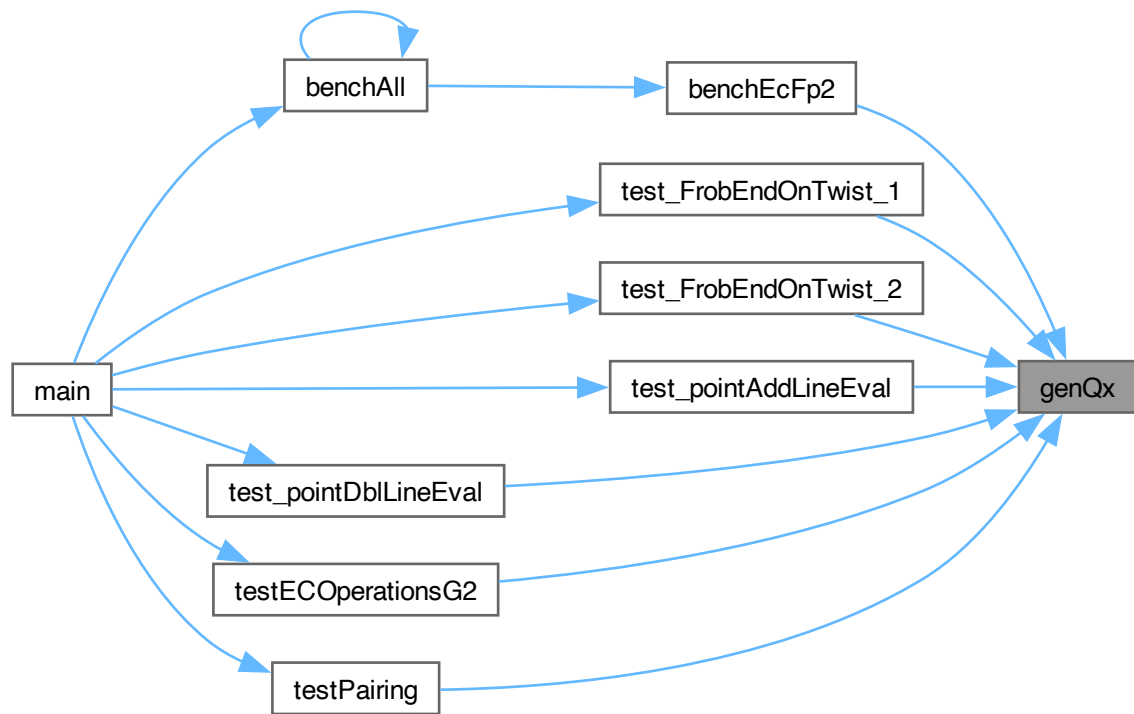 benchAll
benchEcFp2
test_FrobEndOnTwist_1
test_FrobEndOnTwist_2
main
test_pointAddLineEval
genQx
test_pointDblLineEval
testECOperationsG2
testPairing